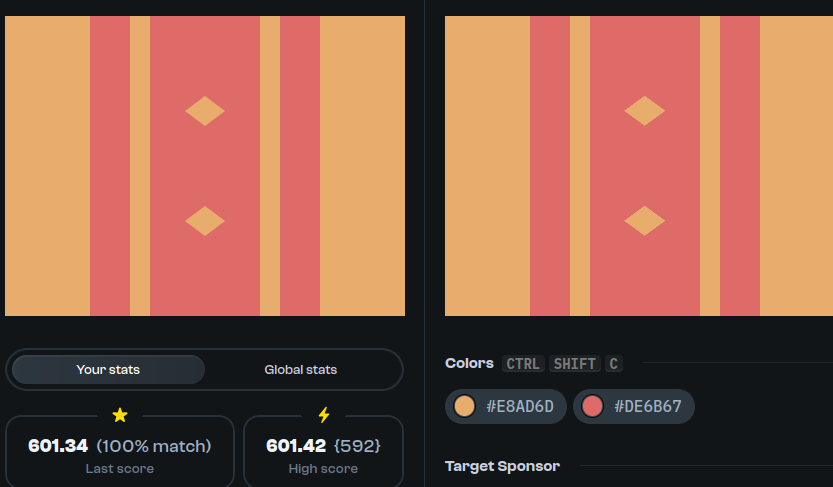 Your stats
Global stats
601.34 (100% match)
Last score
601.42 {592}
High score
Colors CTRL SHIFT C
#E8AD6D
#DE6B67
Target Sponsor